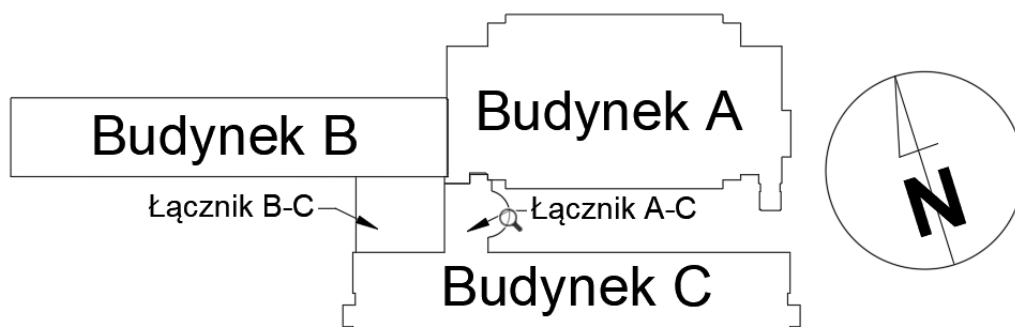 Budynek A
Budynek B
Łącznik B-C
Łącznik A-C
Budynek C
N